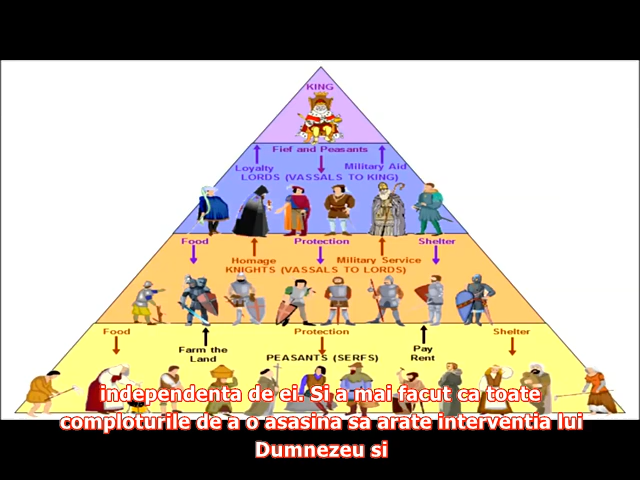 KING
Fief and Peasants
Loyalty Military Aid
LORDS (VASSALS TO KING)
Food Protection Shelter
Homage Military Service
KNIGHTS (VASSALS TO LORDS)
Food Protection Shelter
Farm the
Land
PEASANTS (SERFS)
Pay
Rent
independenta de ei. Si a mai facut ca toate
comploturile de a o asasina sa arate interventia lui
Dumnezeu si